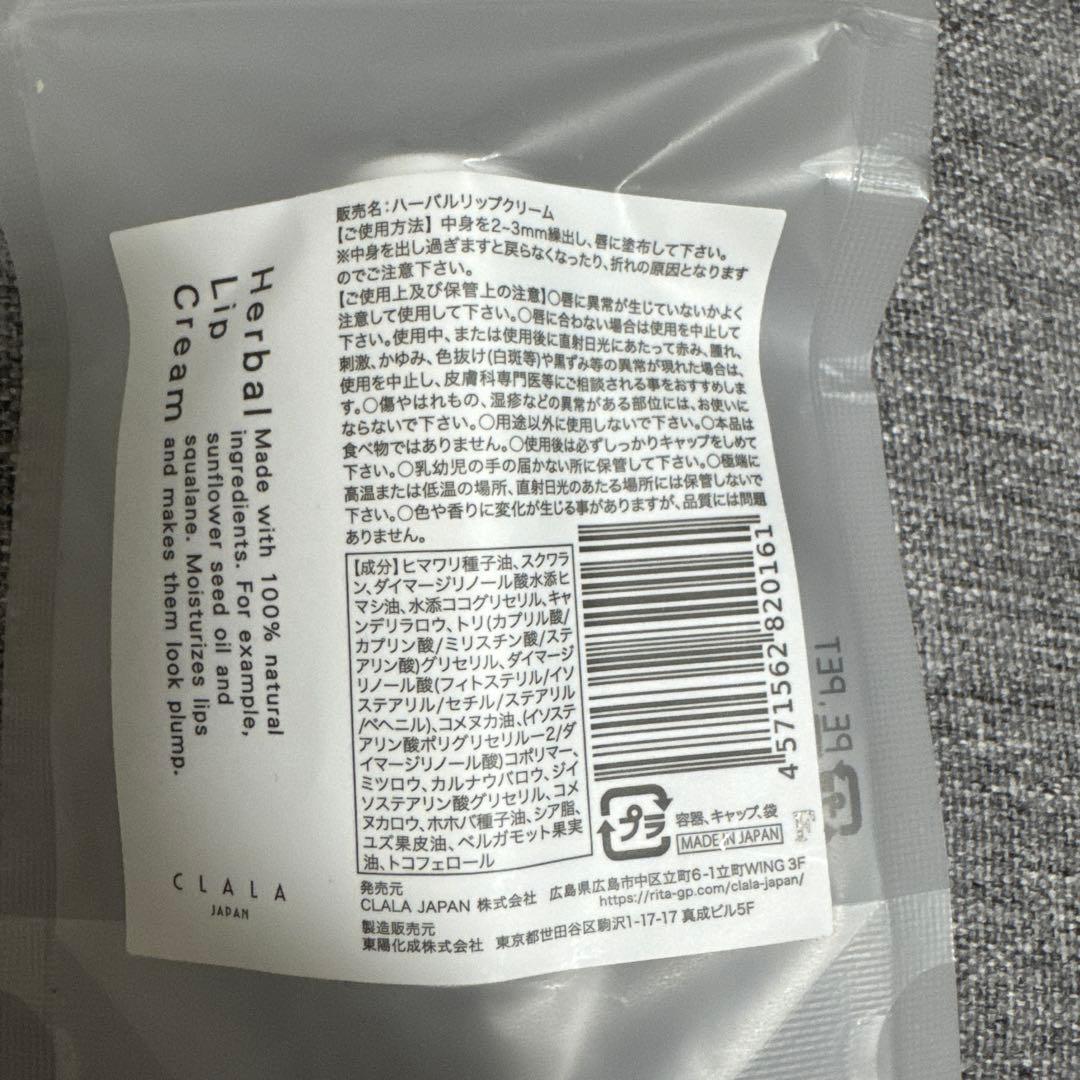 販売名：ハーバルリップクリーム
【ご使用方法】中身を2~3mm繰出し、唇に塗布して下さい。
※中身を出し過ぎますと戻らなくなったり、折れの原因となります
のでご注意下さい。
【ご使用上及び保管上の注意】○唇に異常が生じていないかよく
注意して使用して下さい。○唇に合わない場合は使用を中止して
下さい。使用中、または使用後に直射日光にあたって赤み、腫れ、
刺激、かゆみ、色抜け(白斑等)や黒ずみ等の異常が現れた場合は、
使用を中止し、皮膚科専門医等にご相談される事をおすすめしま
す。○傷やはれもの、湿疹などの異常がある部位には、お使いに
ならないで下さい。○用途以外に使用しないで下さい。○本品は
食べ物ではありません。○使用後は必ずしっかりキャップをしめて
下さい。○乳幼児の手の届かない所に保管して下さい。○極端に
高温または低温の場所、直射日光のあたる場所には保管しないで
下さい。○色や香りに変化が生じる事がありますが、品質には問題
ありません。
【成分】ヒマワリ種子油、スクワラ
ン、ダイマージリノール酸水添ヒ
マシ油、水添ココグリセリル、キャ
ンデリラロウ、トリ(カプリル酸/
カプリン酸/ミリスチン酸/ステ
アリン酸)グリセリル、ダイマージ
リノール酸(フィトステリル/イソ
ステアリル/セチル/ステアリル
/ベヘニル)、コメヌカ油、(イソステ
アリン酸ポリグリセリル−2/ダ
イマージリノール酸)コポリマー、
ミツロウ、カルナウバロウ、ジイ
ソステアリン酸グリセリル、コメ
ヌカロウ、ホホバ種子油、シア脂、
ユズ果皮油、ベルガモット果実
油、トコフェロール
4 571562 820161
プラ
容器、キャップ、袋
MADE IN JAPAN
発売元
CLALA JAPAN 株式会社 広島県広島市中区立町6-1立町WING 3F
https://rita-gp.com/clala-japan/
製造販売元
東陽化成株式会社 東京都世田谷区駒沢1-17-17 真成ビル5F
Herbal
Lip
Cream
Made with 100% natural
ingredients. For example,
sunflower seed oil and
squalane. Moisturizes lips
and makes them look plump.
CLALA
JAPAN
PE,PET